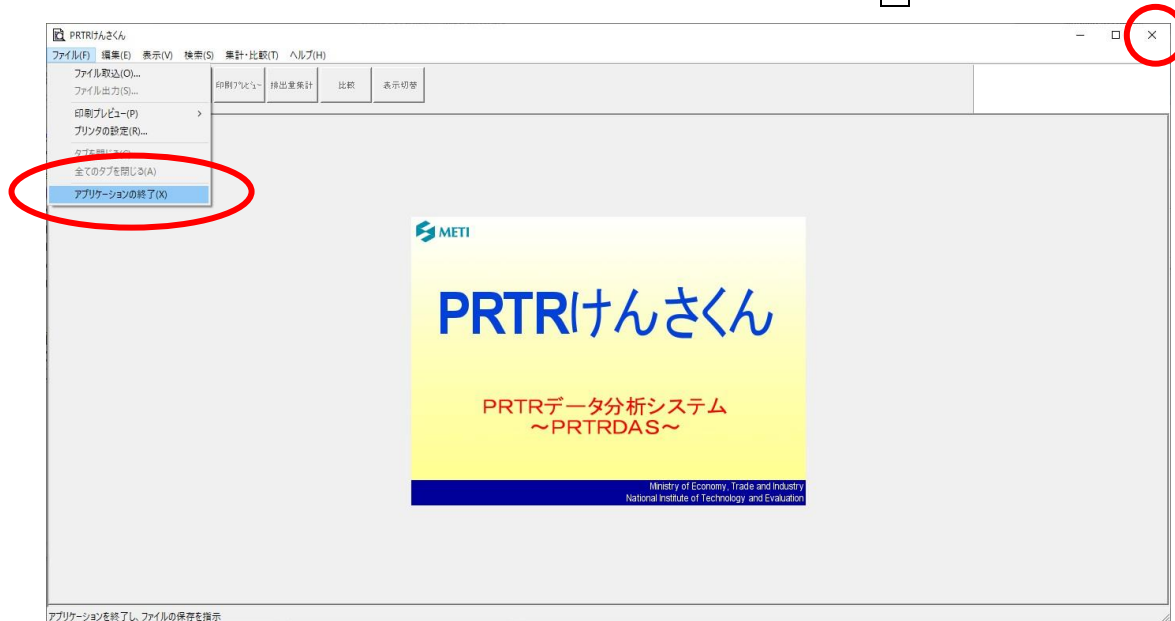 PRTRけんさくん
ファイル(F) 編集(E) 表示(V) 検索(S) 集計・比較(T) ヘルプ(H)
ファイル取込(O)...
ファイル出力(S)...
印刷プレビュー 排出量集計 比較 表示切替
印刷プレビュー(P)
プリンタの設定(R)...
全てのタブを閉じる(A)
アプリケーションの終了(X)
METI
PRTRけんさくん
PRTRデータ分析システム
~PRTRDAS~
Ministry of Economy, Trade and Industry
National Institute of Technology and Evaluation
アプリケーションを終了し、ファイルの保存を指示